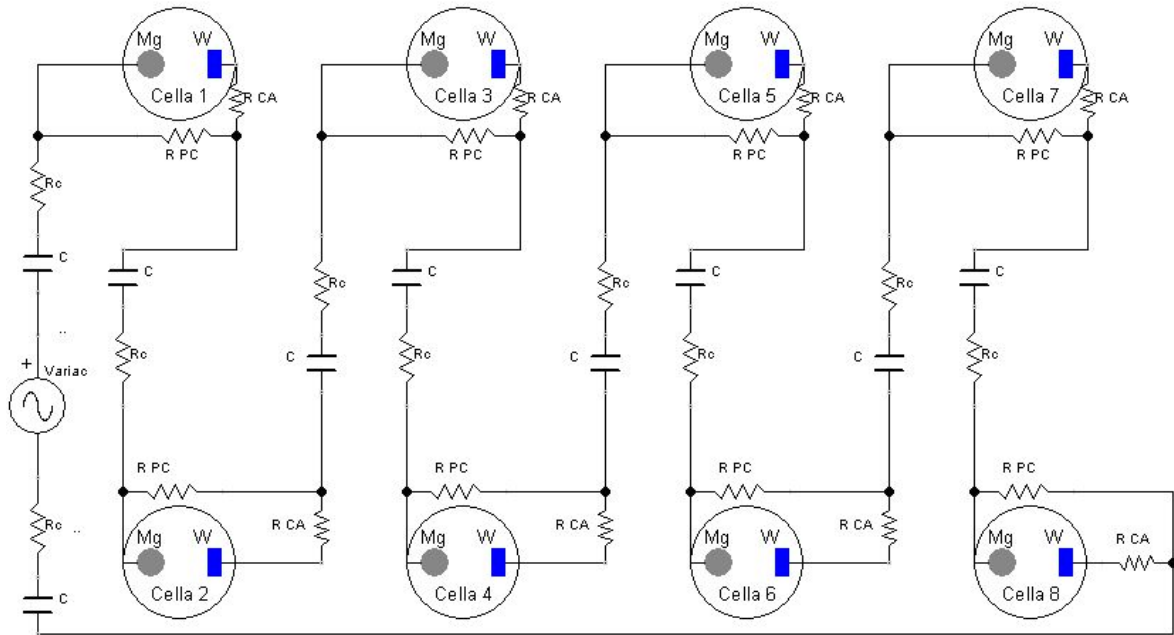 Mg W
Cella 1
R CA
R PC
Rc
C
C
Rc
+
Variac
Rc
C
R PC
R CA
Mg W
Cella 2
Mg W
Cella 3
R CA
R PC
Rc
C
C
Rc
R PC
R CA
Mg W
Cella 4
Mg W
Cella 5
R CA
R PC
Rc
C
C
Rc
R PC
R CA
Mg W
Cella 6
Mg W
Cella 7
R CA
R PC
Rc
C
C
Rc
R PC
R CA
Mg W
Cella 8